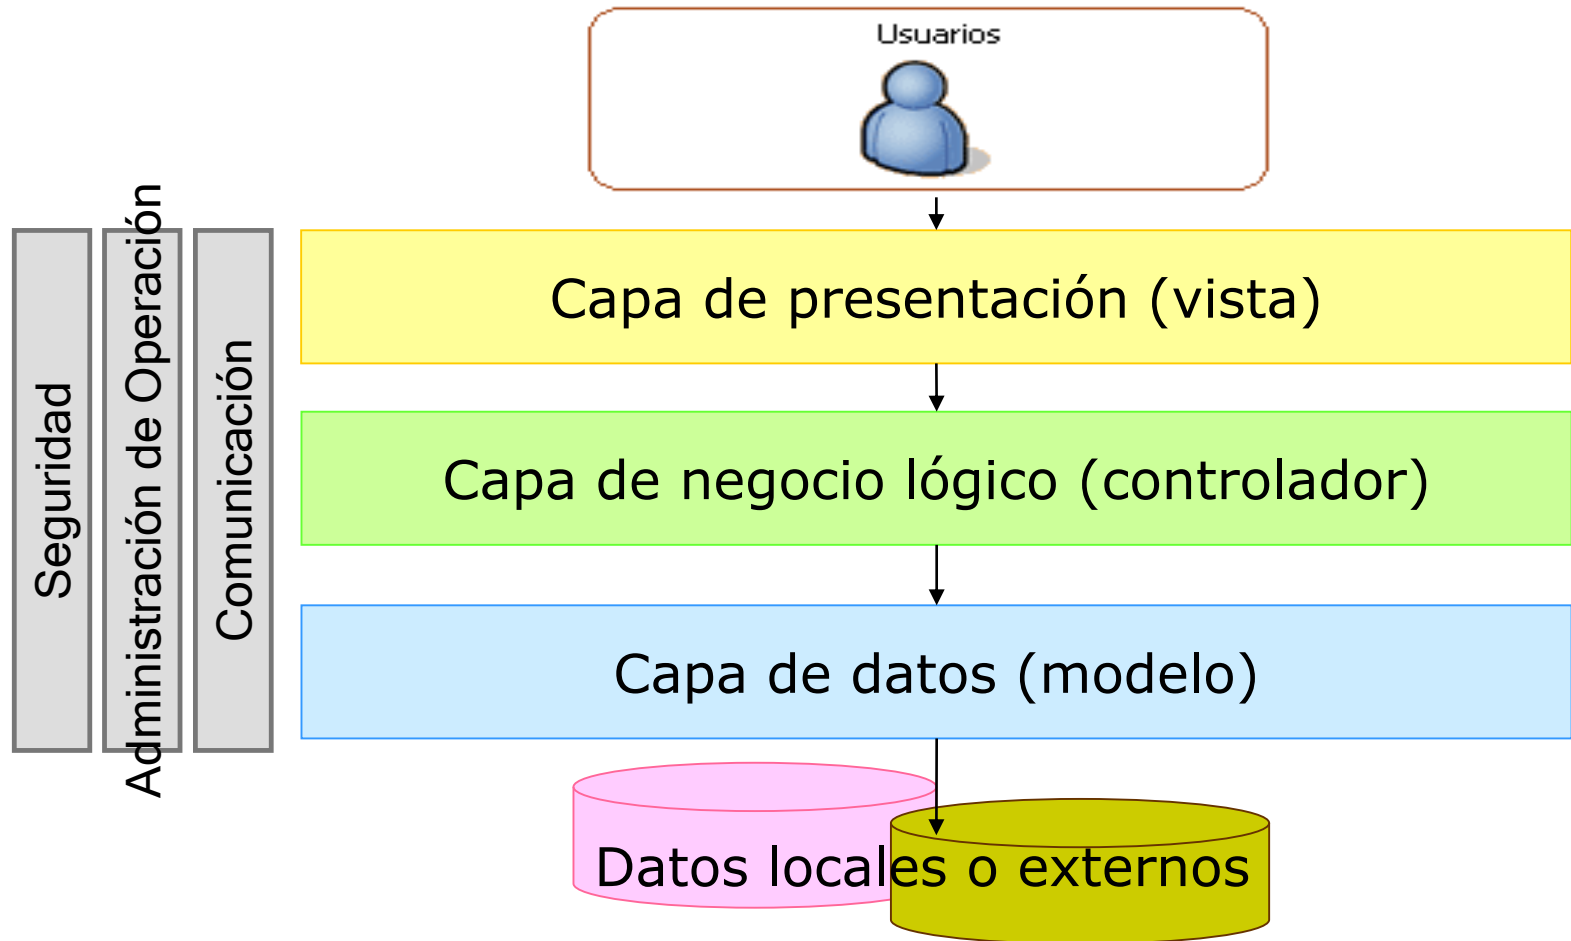 Usuarios
Seguridad
Administración de Operación
Comunicación
Capa de presentación (vista)
Capa de negocio lógico (controlador)
Capa de datos (modelo)
Datos locales o externos